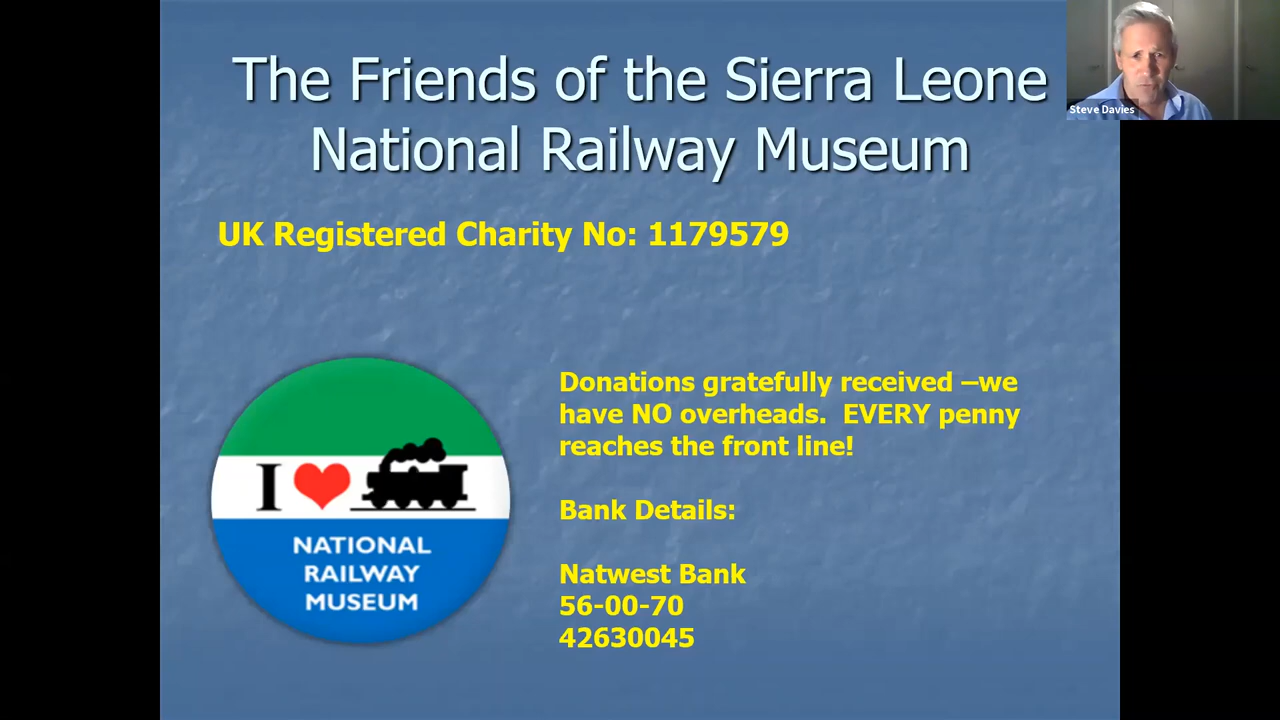 The Friends of the Sierra Leone
National Railway Museum
Steve Davies
UK Registered Charity No: 1179579
I
NATIONAL
RAILWAY
MUSEUM
Donations gratefully received –we
have NO overheads.  EVERY penny
reaches the front line!
Bank Details:
Natwest Bank
56-00-70
42630045